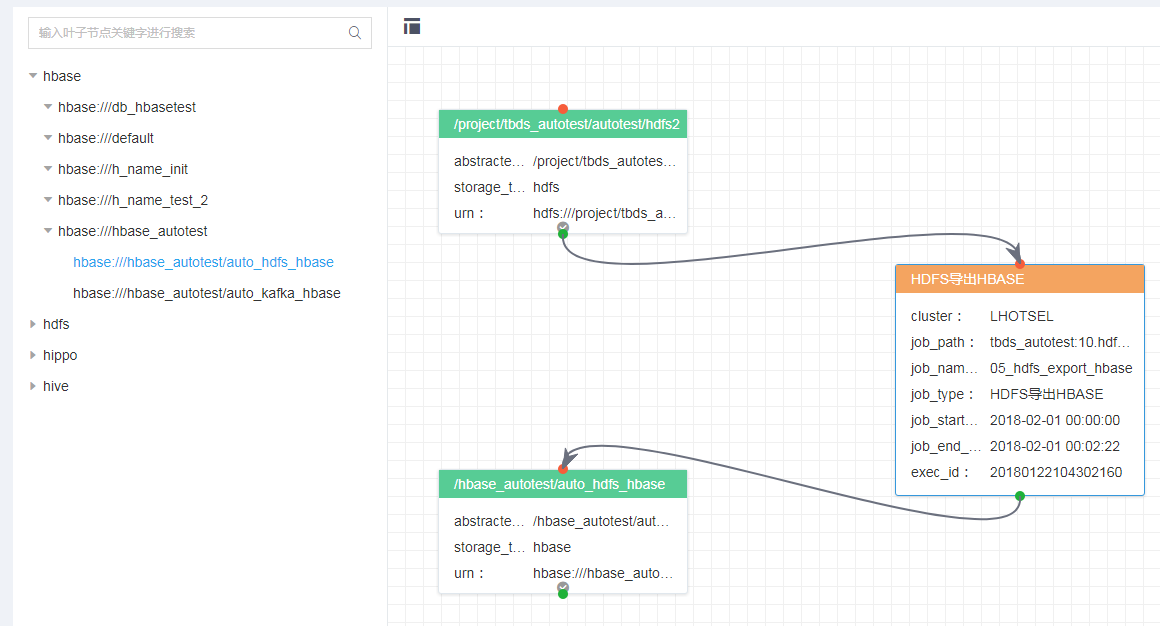 输入叶子节点关键字进行搜索
hbase
hbase:///db_hbasetest
hbase:///default
hbase:///h_name_init
hbase:///h_name_test_2
hbase:///hbase_autotest
hbase:///hbase_autotest/auto_hdfs_hbase
hbase:///hbase_autotest/auto_kafka_hbase
hdfs
hippo
hive
/project/tbds_autotest/autotest/hdfs2
abstracte... /project/tbds_autotes...
storage_t... hdfs
urn： hdfs:///project/tbds_a...
HDFS导出HBASE
cluster： LHOTSEL
job_path： tbds_autotest:10.hdf...
job_nam... 05_hdfs_export_hbase
job_type： HDFS导出HBASE
job_start... 2018-02-01 00:00:00
job_end_... 2018-02-01 00:02:22
exec_id： 20180122104302160
/hbase_autotest/auto_hdfs_hbase
abstracte... /hbase_autotest/aut...
storage_t... hbase
urn： hbase:///hbase_auto...